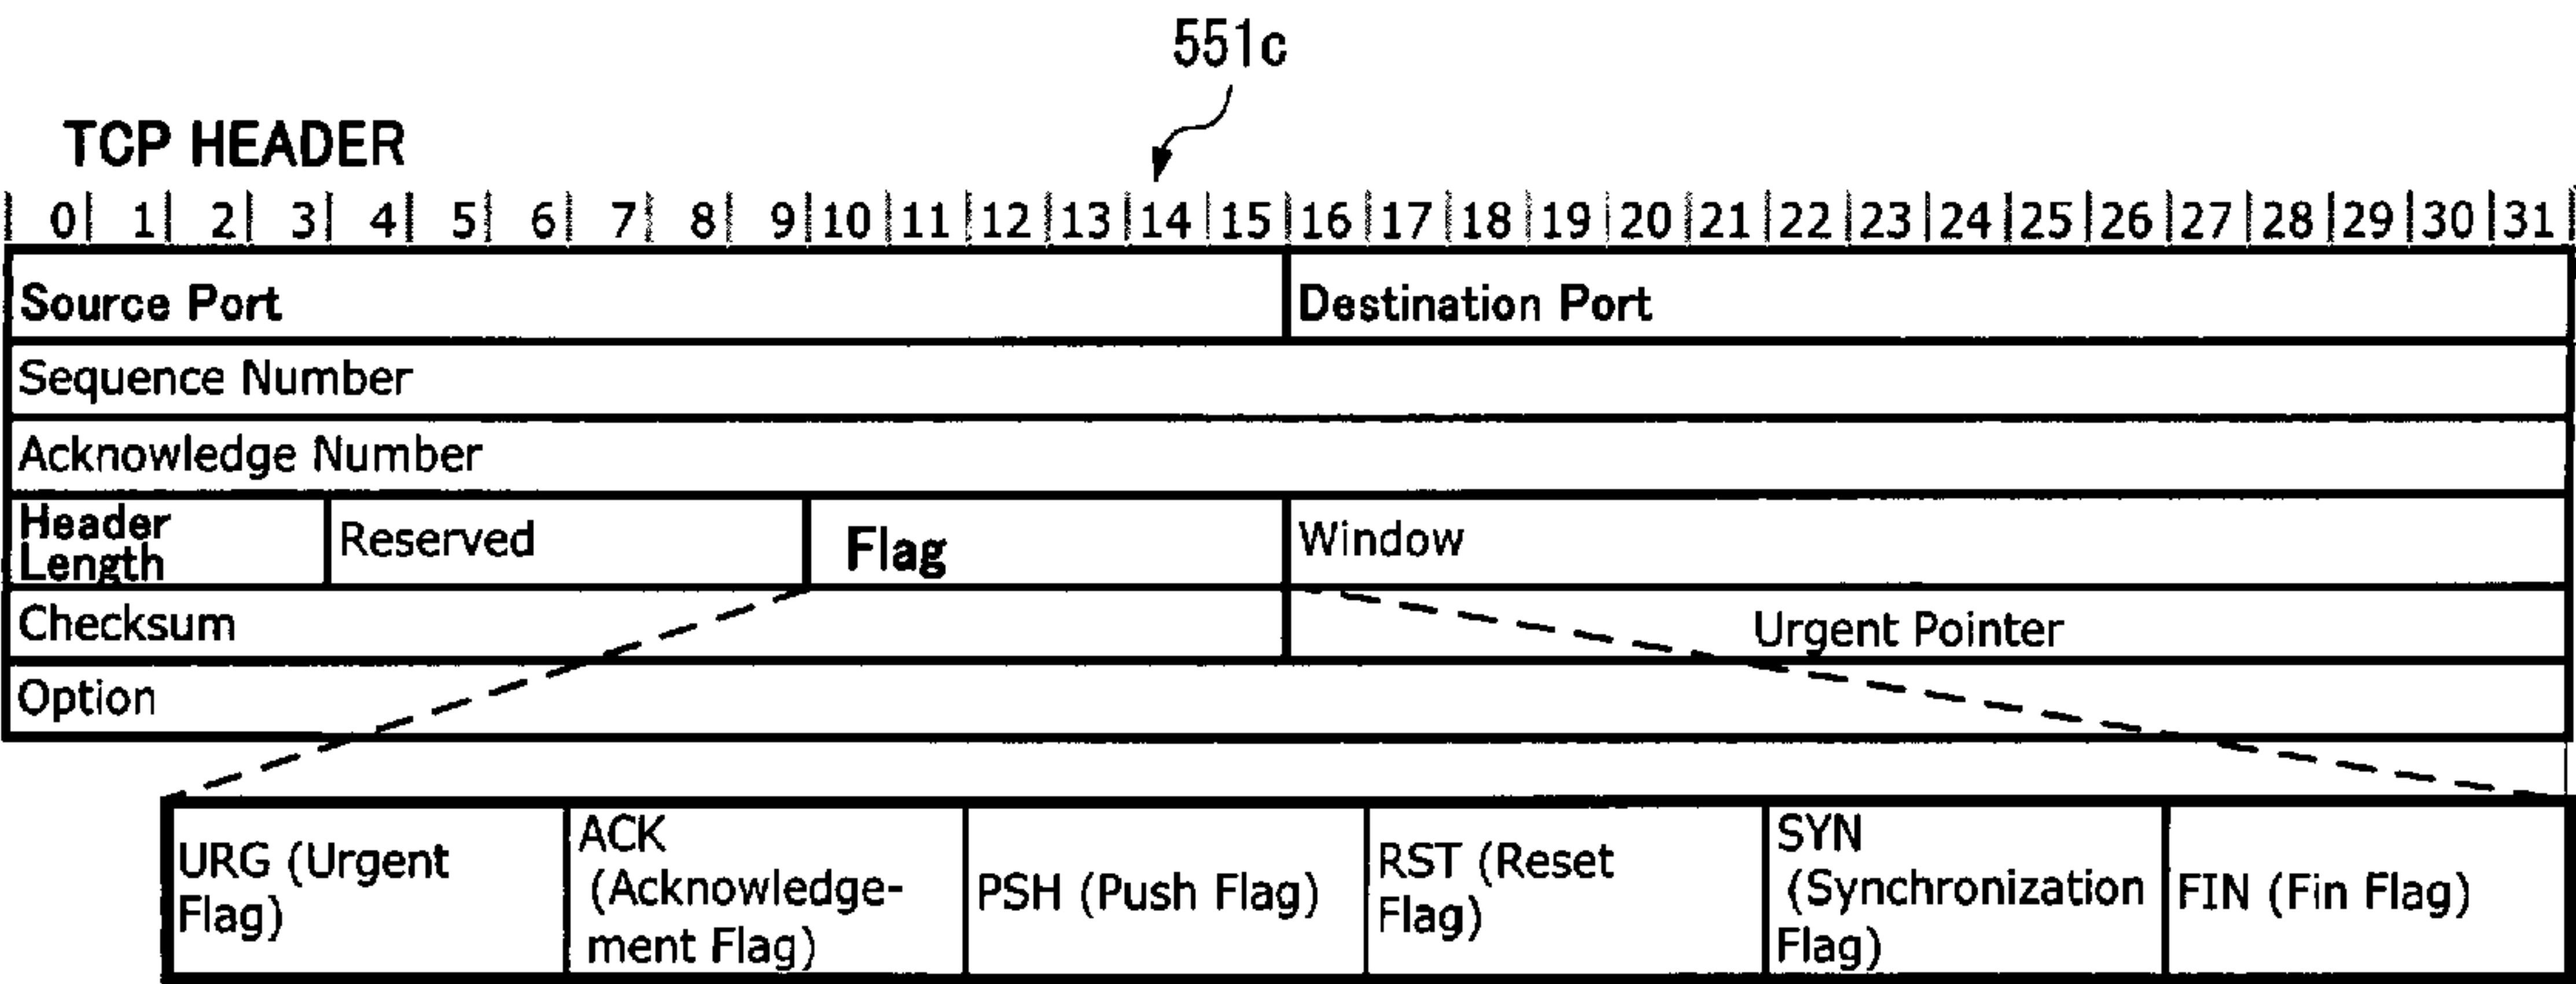 551c
TCP HEADER
0 1 2 3 4 5 6 7 8 9 10 11 12 13 14 15 16 17 18 19 20 21 22 23 24 25 26 27 28 29 30 31
Source Port Destination Port
Sequence Number
Acknowledge Number
Header
Length
Reserved
Flag
Window
Checksum Urgent Pointer
Option
URG (Urgent
Flag)
ACK
(Acknowledge-
ment Flag)
PSH (Push Flag)
RST (Reset
Flag)
SYN
(Synchronization
Flag)
FIN (Fin Flag)